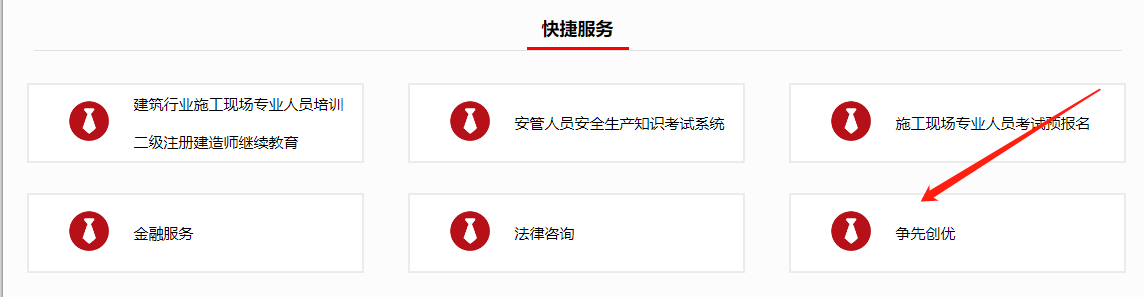 快捷服务
建筑行业施工现场专业人员培训
二级注册建造师继续教育
安管人员安全生产知识考试系统
施工现场专业人员考试预报名
金融服务
法律咨询
争先创优